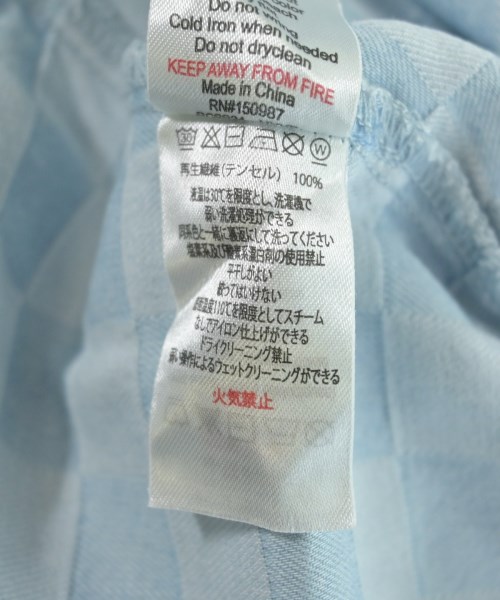 Do not
Cold Iron when needed
Do not dryclean
KEEP AWAY FROM FIRE
Made in China
RN#150987
30 W
再生繊維(テンセル) 100%
液温は30℃を限度とし、洗濯機で
弱い洗濯処理ができる
同系色と一緒に裏返にして洗ってください
塩素系及び酸素系漂白剤の使用禁止
平干しがよい
絞ってはいけない
底面温度110℃を限度としてスチーム
なしでアイロン仕上げができる
ドライクリーニング禁止
弱い操作によるウェットクリーニングができる
火気禁止